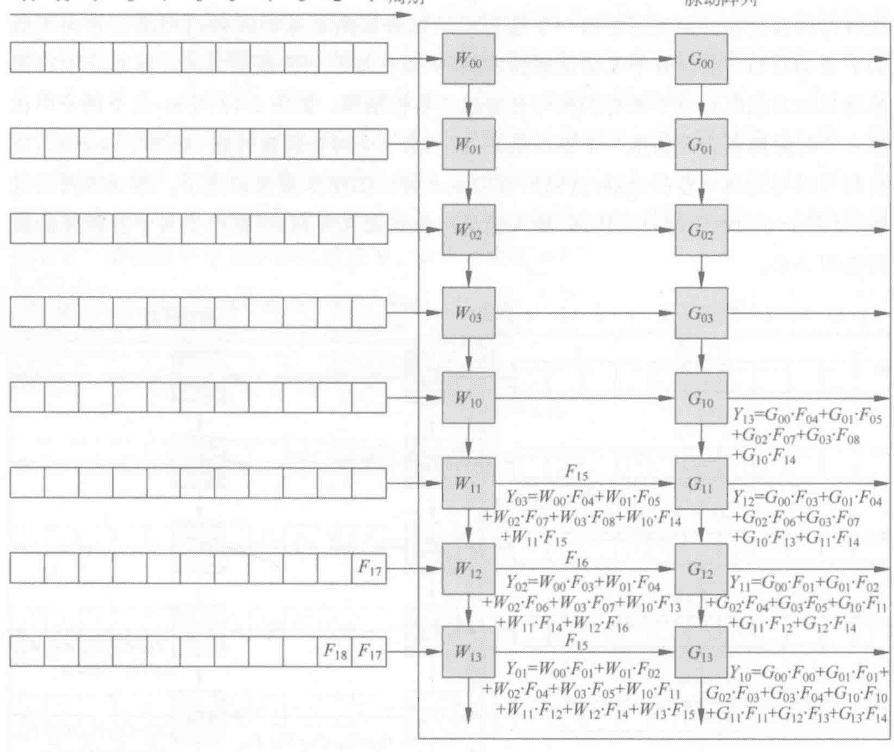 周期
脉动阵列
W00
G00
W01
G01
W02
G02
W03
G03
W10
G10
Y13=G00·F04+G01·F05
+G02·F07+G03·F08
+G10·F14
W11
F15
Y03=W00·F04+W01·F05
+W02·F07+W03·F08+W10·F14
+W11·F15
G11
Y12=G00·F03+G01·F04
+G02·F06+G03·F07
+G10·F13+G11·F14
F17
W12
F16
Y02=W00·F03+W01·F04
+W02·F06+W03·F07+W10·F13
+W11·F14+W12·F16
G12
Y11=G00·F01+G01·F02
+G02·F04+G03·F05+G10·F11
+G11·F12+G12·F14
F18 F17
W13
F15
Y01=W00·F01+W01·F02
+W02·F04+W03·F05+W10·F11
+W11·F12+W12·F14+W13·F15
G13
Y10=G00·F00+G01·F01+
G02·F03+G03·F04+G10·F10
+G11·F11+G12·F13+G13·F14